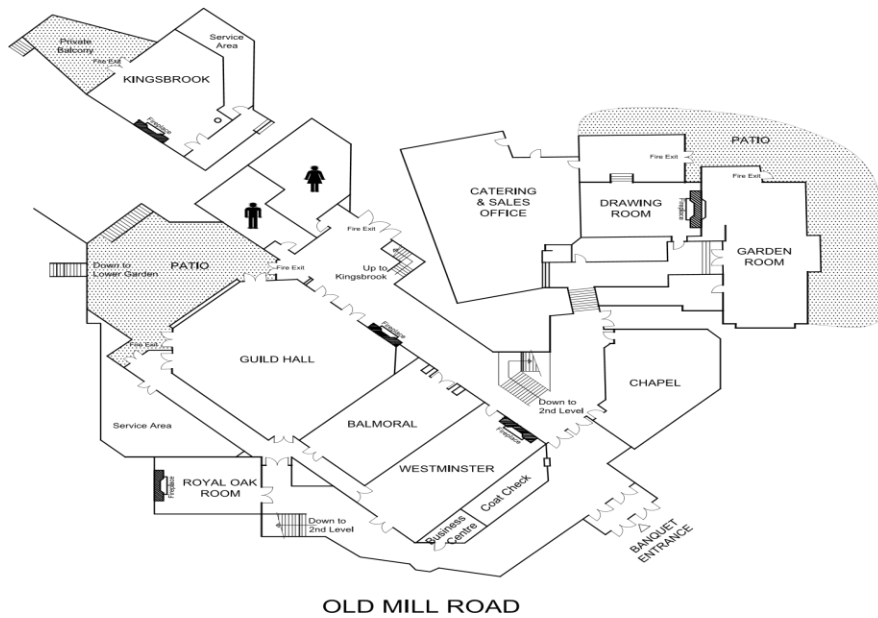 Private
Balcony
Service
Area
Fire Exit
KINGSBROOK
Fireplace
PATIO
Fire Exit
Fire Exit
CATERING
& SALES
OFFICE
DRAWING
ROOM
Fireplace
GARDEN
ROOM
Fire Exit
Down to
Lower Garden
PATIO
Fire Exit
Up to
Kingsbrook
Fireplace
Fire Exit
GUILD HALL
CHAPEL
Down to
2nd Level
Service Area
BALMORAL
Fireplace
WESTMINSTER
Coat Check
ROYAL OAK
ROOM
Fireplace
Down to
2nd Level
Business
Centre
BANQUET
ENTRANCE
OLD MILL ROAD